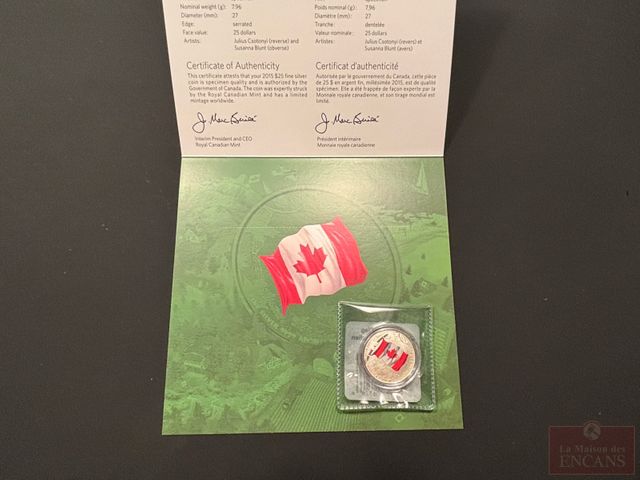 Nominal weight (g): 7.96
Diameter (mm): 27
Edge: serrated
Face value: 25 dollars
Artists: Julius Csotonyi (reverse) and
Susanna Blunt (obverse)
Certificate of Authenticity
This certificate attests that your 2015 $25 fine silver
coin is specimen quality and is authorized by the
Government of Canada. The coin was expertly struck
by the Royal Canadian Mint and has a limited
mintage worldwide.
Interim President and CEO
Royal Canadian Mint
Poids nominal (g): 7,96
Diamètre (mm): 27
Tranche: dentelée
Valeur nominale: 25 dollars
Artistes: Julius Csotonyi (revers) et
Susanna Blunt (avers)
Certificat d'authenticité
Autorisée par le gouvernement du Canada, cette pièce
de 25 $ en argent fin, millésimée 2015, est de qualité
spécimen. Elle a été frappée de façon experte par la
Monnaie royale canadienne, et son tirage mondial est
limité.
Président intérimaire
Monnaie royale canadienne
La Maison des
ENCANS